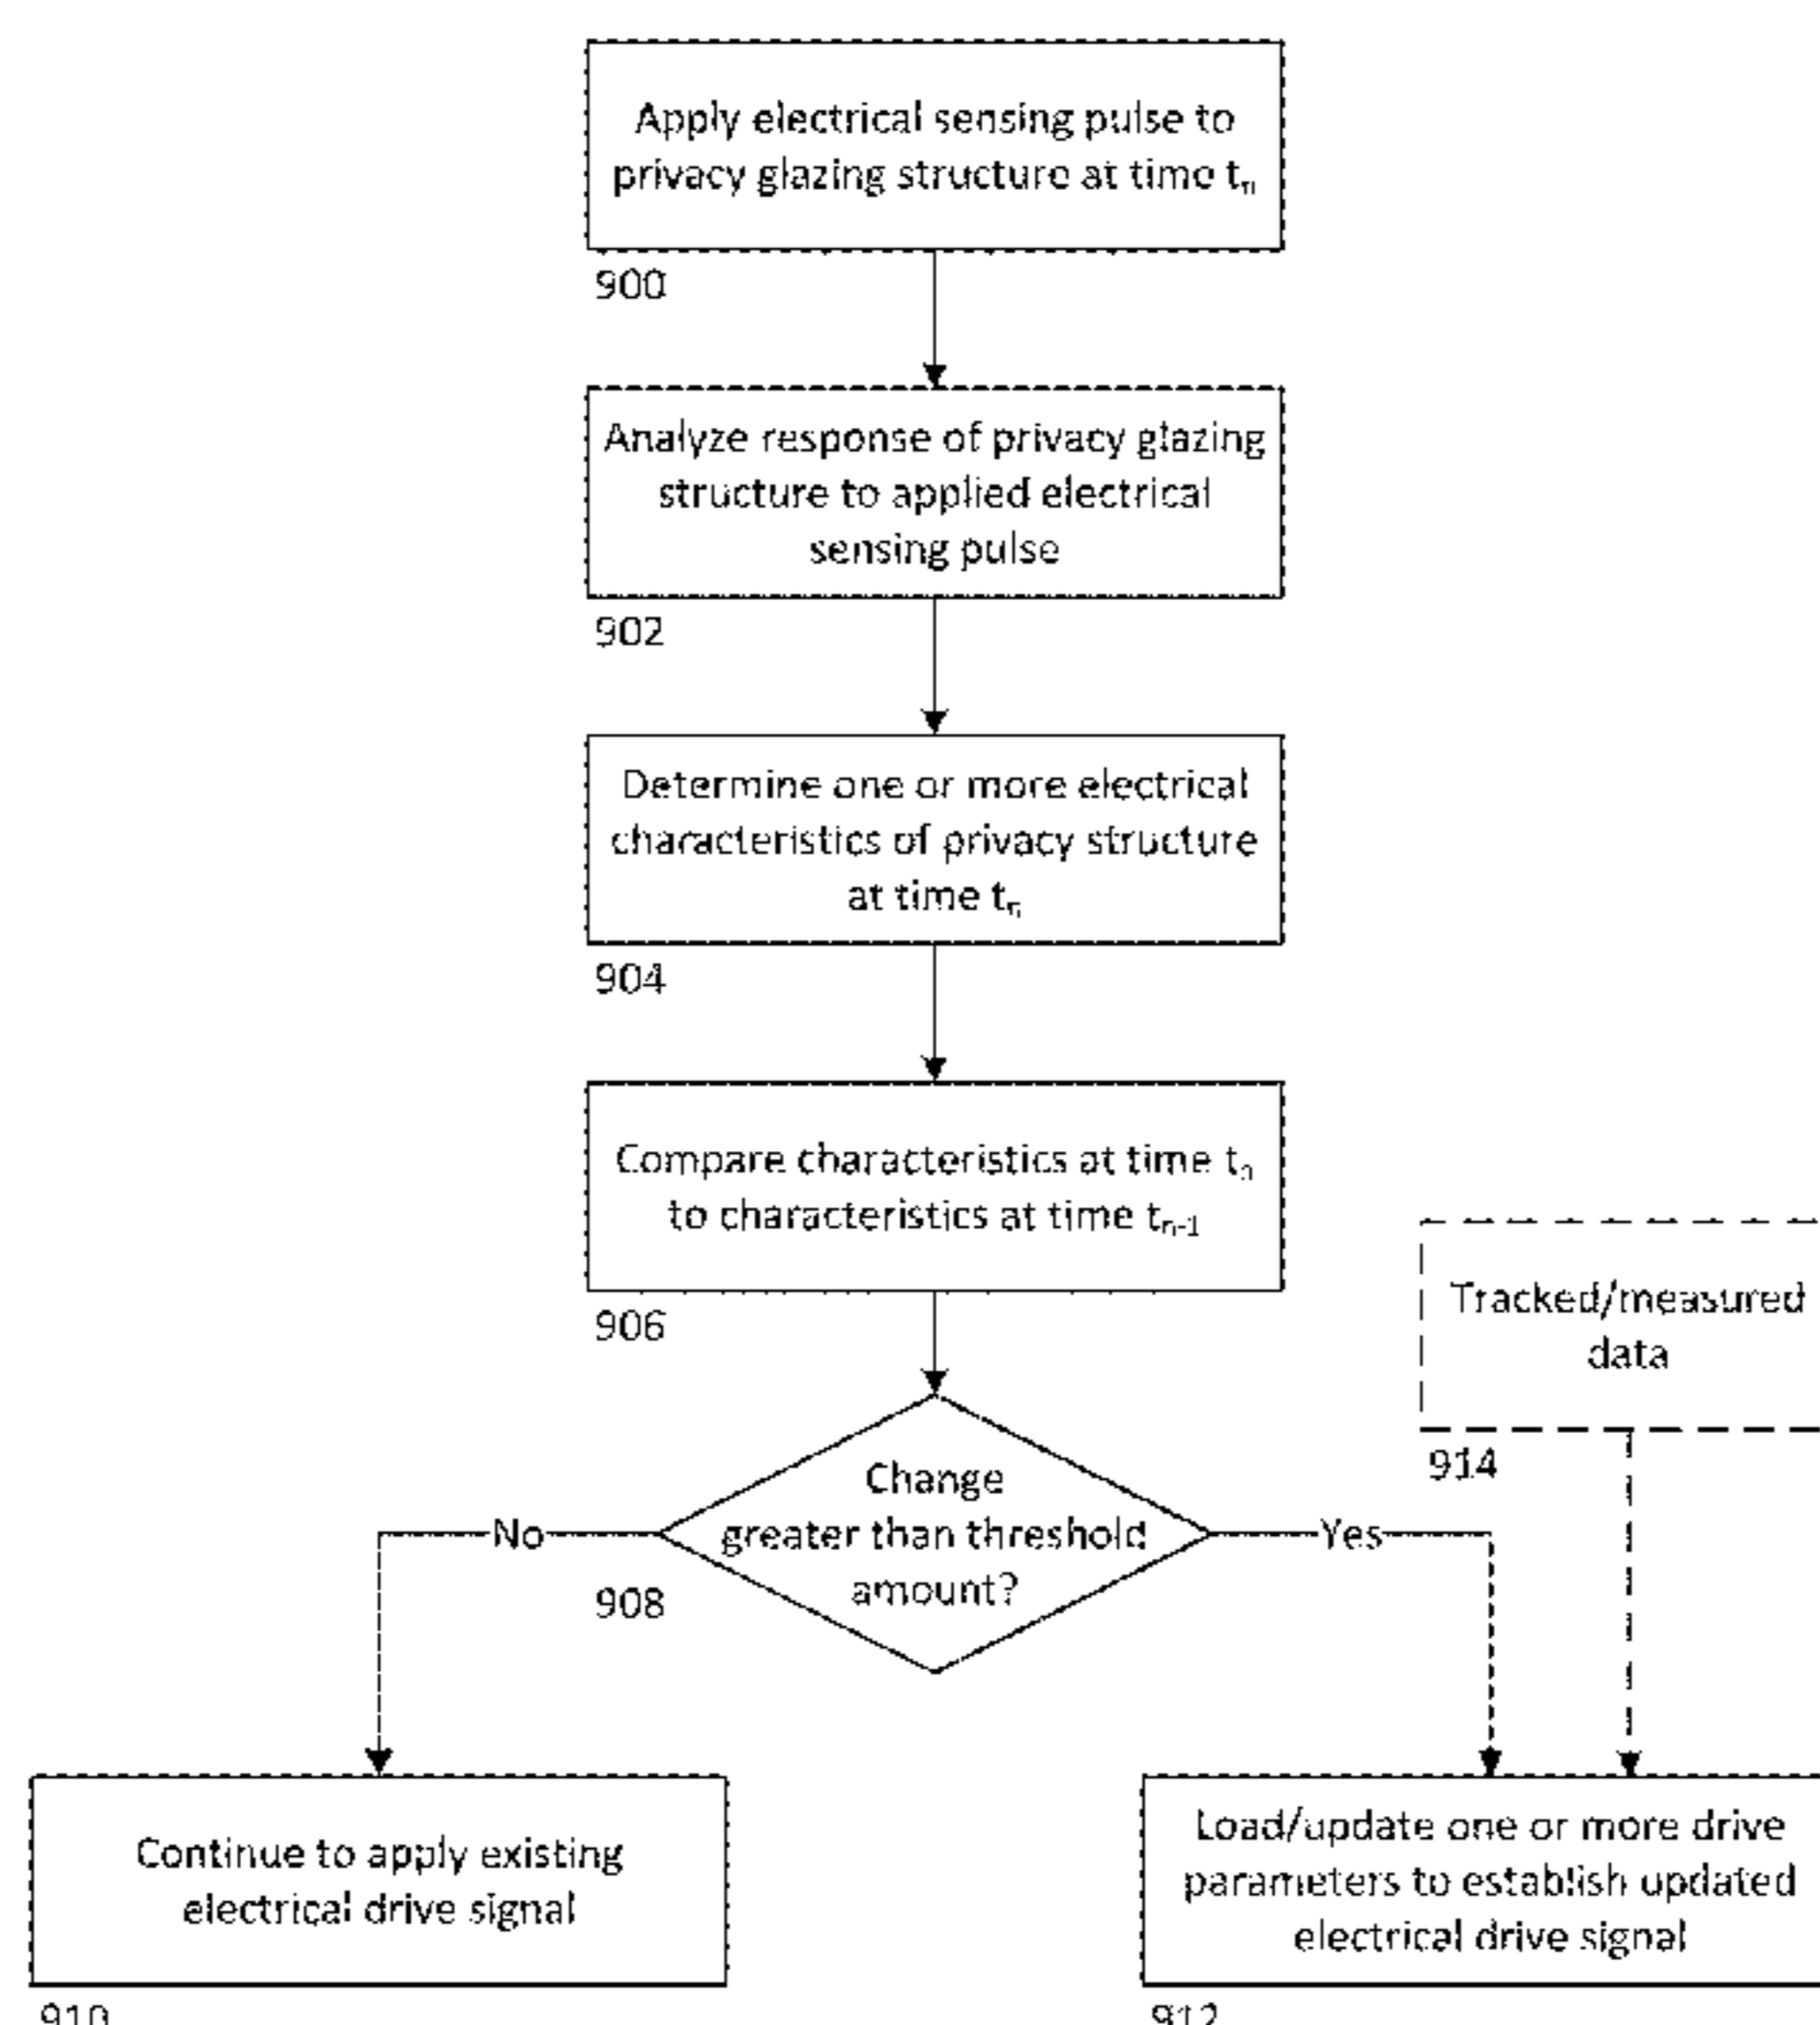 Apply electrical sensing pulse to
privacy glazing structure at time tₙ
900
Analyze response of privacy glazing
structure to applied electrical
sensing pulse
902
Determine one or more electrical
characteristics of privacy structure
at time tₙ
904
Compare characteristics at time tₙ
to characteristics at time tₙ₋₁
906
Tracked/measured
data
914
Change
greater than threshold
amount?
No
Yes
908
Continue to apply existing
electrical drive signal
910
Load/update one or more drive
parameters to establish updated
electrical drive signal
912